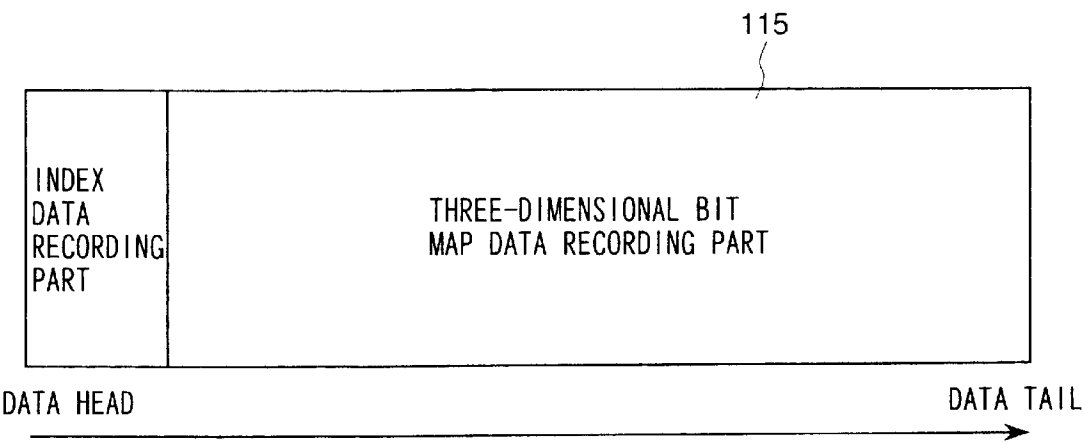 115
INDEX
DATA
RECORDING
PART
THREE-DIMENSIONAL BIT
MAP DATA RECORDING PART
DATA HEAD
DATA TAIL